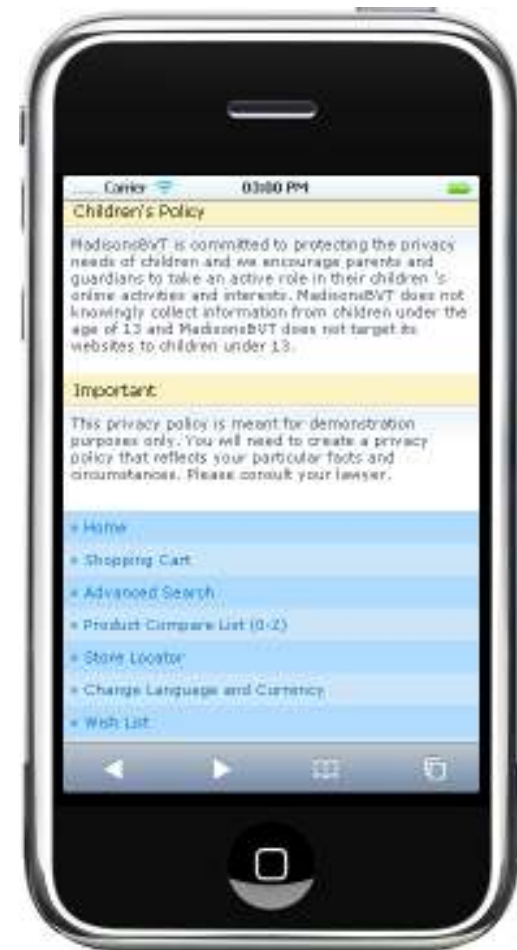 Carrier 03:00 PM
Children's Policy
MadisonsBVT is committed to protecting the privacy
needs of children and we encourage parents and
guardians to take an active role in their children 's
online activities and interests. MadisonsBVT does not
knowingly collect information from children under the
age of 13 and MadisonsBVT does not target its
websites to children under 13.
Important
This privacy policy is meant for demonstration
purposes only. You will need to create a privacy
policy that reflects your particular facts and
circumstances. Please consult your lawyer.
» Home
» Shopping Cart
» Advanced Search
» Product Compare List (0-2)
» Store Locator
» Change Language and Currency
» Wish List